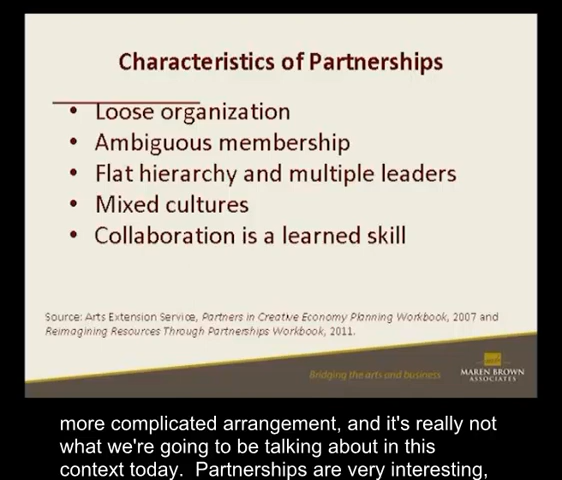 Characteristics of Partnerships
• Loose organization
• Ambiguous membership
• Flat hierarchy and multiple leaders
• Mixed cultures
• Collaboration is a learned skill
Source: Arts Extension Service, Partners in Creative Economy Planning Workbook, 2007 and
Reimagining Resources Through Partnerships Workbook, 2011.
Bridging the arts and business
MAREN BROWN
ASSOCIATES
more complicated arrangement, and it's really not
what we're going to be talking about in this
context today.  Partnerships are very interesting,